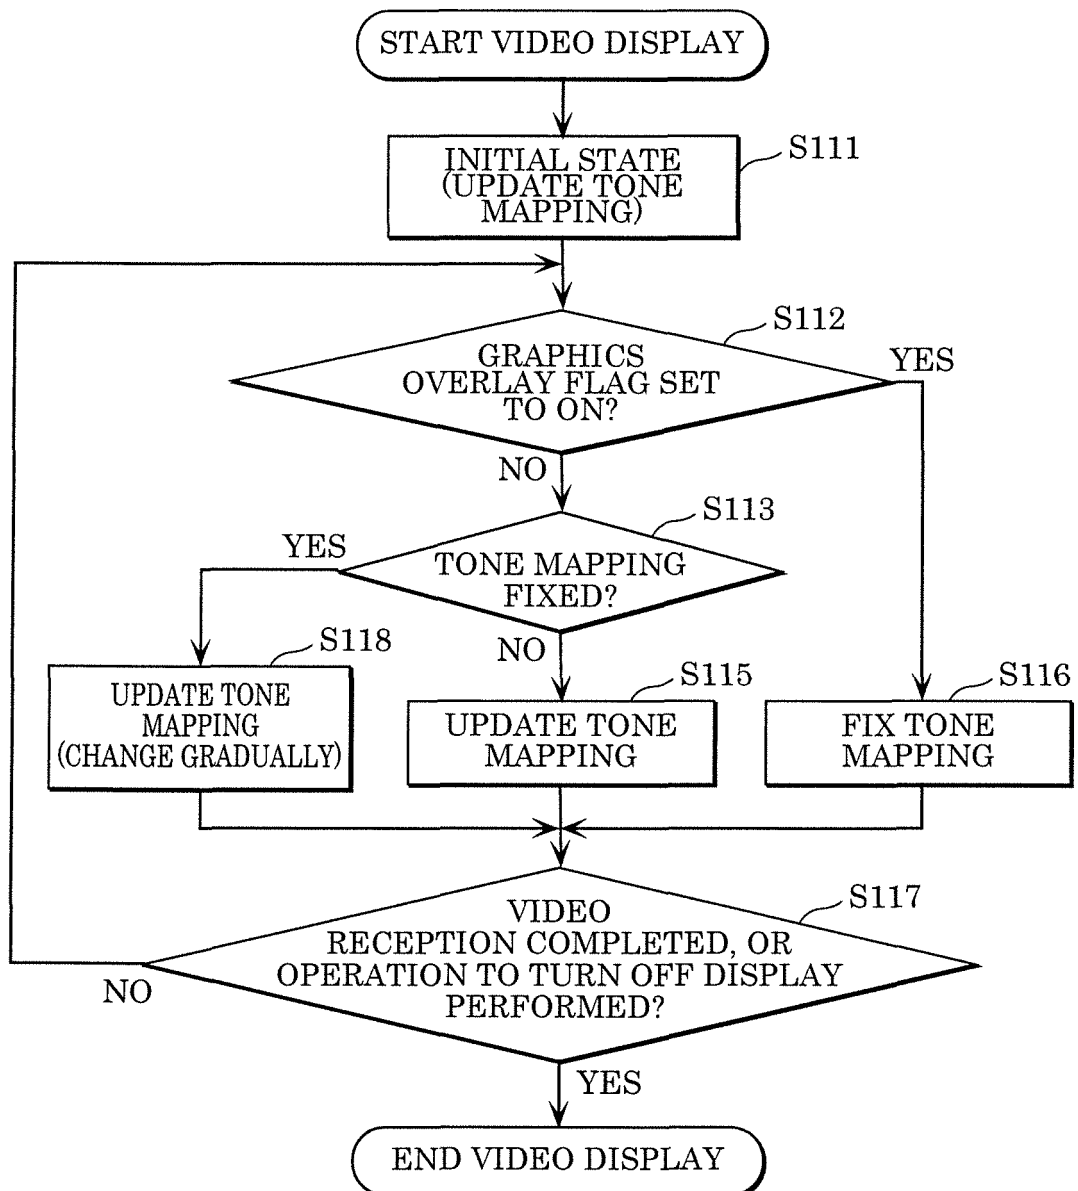 START VIDEO DISPLAY
S111
INITIAL STATE
(UPDATE TONE
MAPPING)
S112
GRAPHICS
OVERLAY FLAG SET
TO ON?
YES
NO
S113
YES
TONE MAPPING
FIXED?
NO
S118
UPDATE TONE
MAPPING
(CHANGE GRADUALLY)
S115
UPDATE TONE
MAPPING
S116
FIX TONE
MAPPING
S117
VIDEO
RECEPTION COMPLETED, OR
OPERATION TO TURN OFF DISPLAY
PERFORMED?
NO
YES
END VIDEO DISPLAY